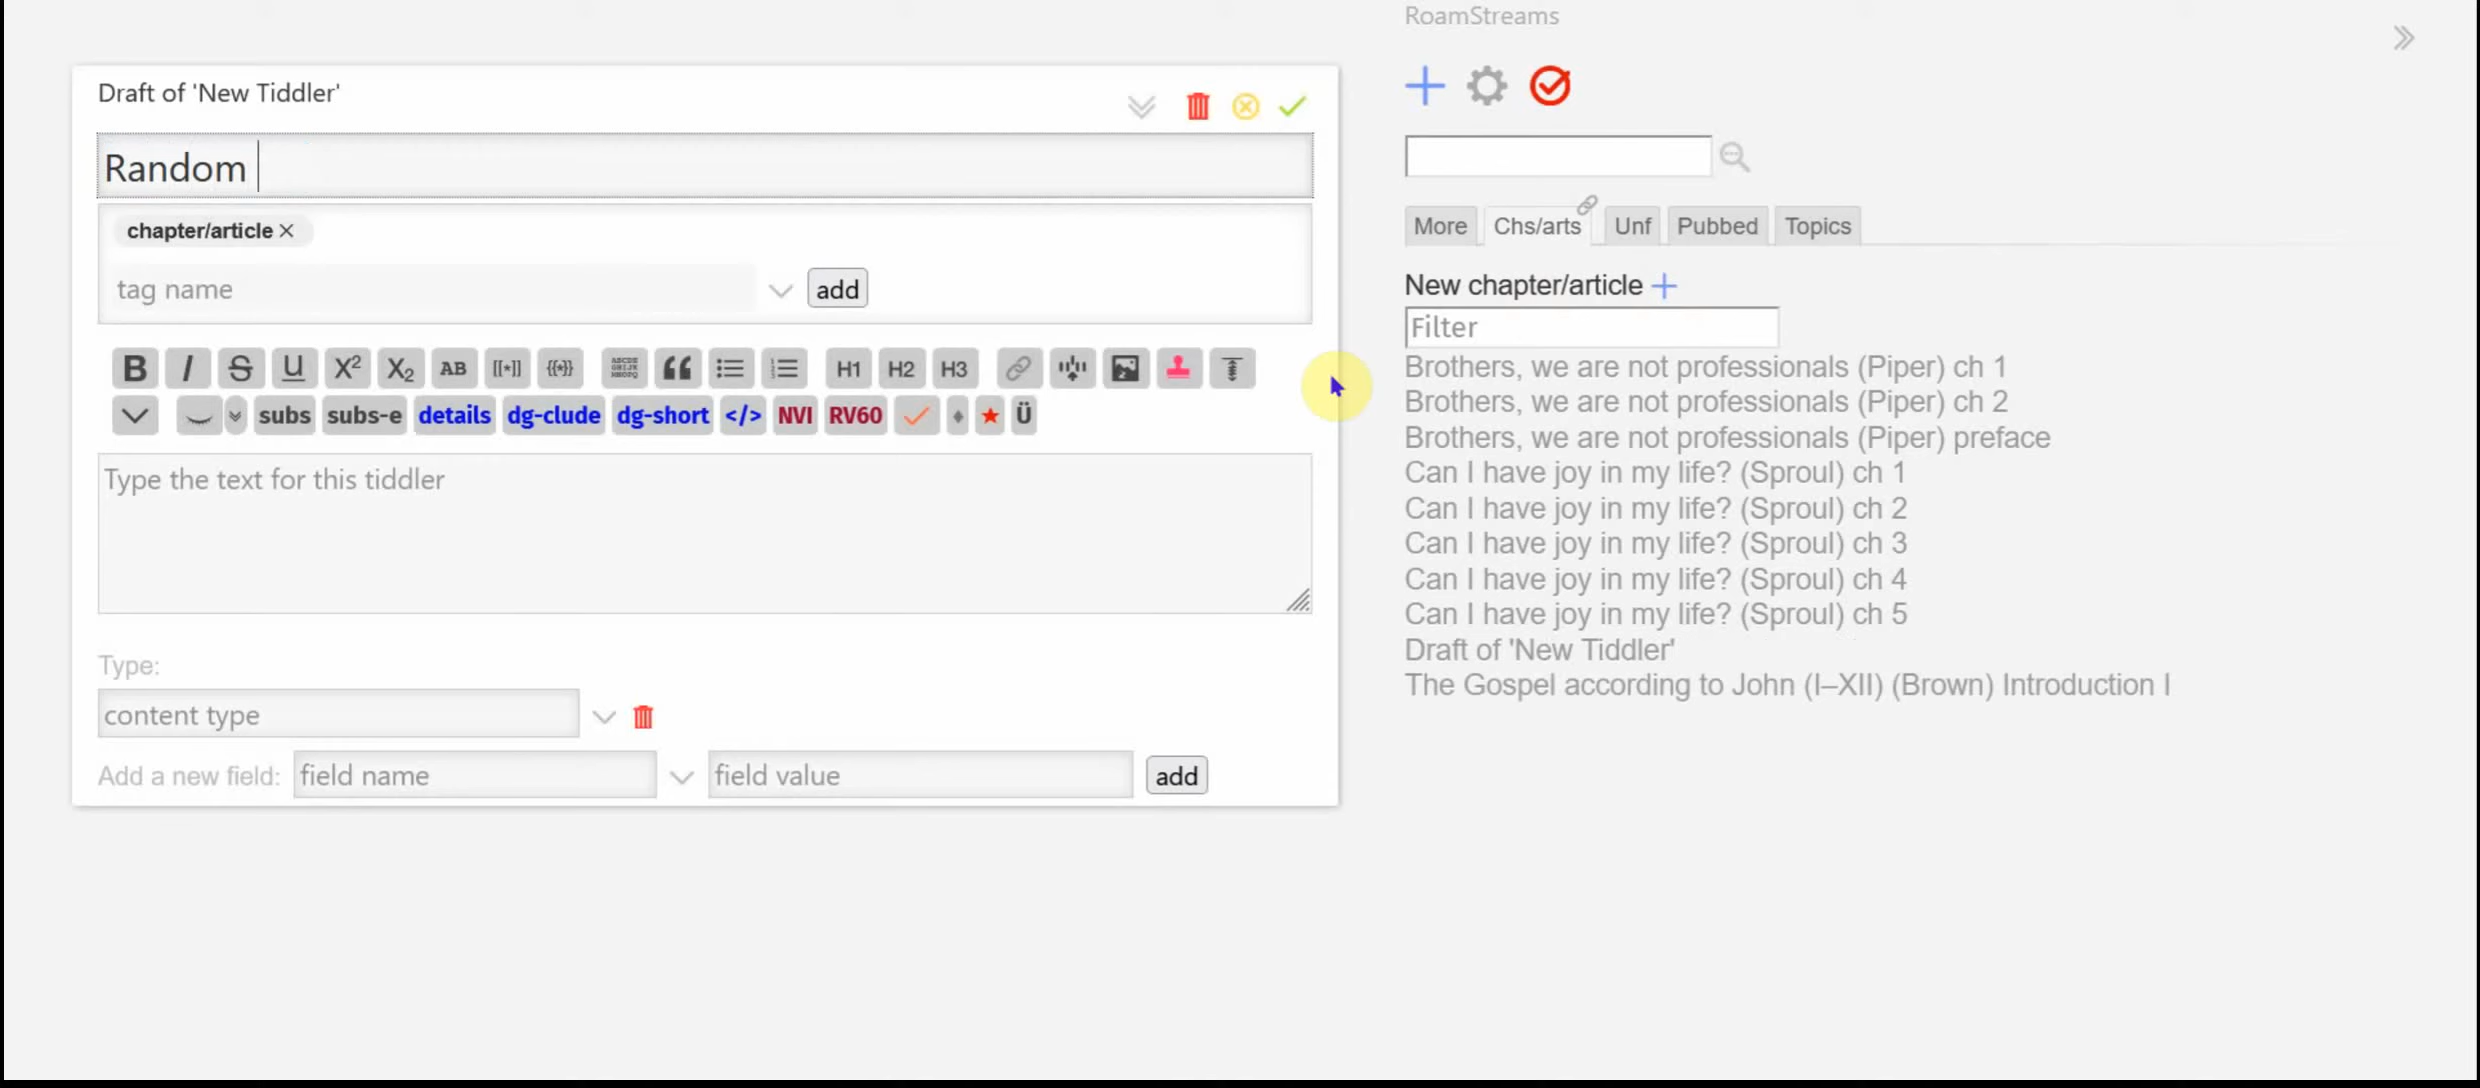 RoamStreams
Draft of 'New Tiddler'
Random
chapter/article ×
tag name
add
B I S U X² X₂ AB [[*]] {{*}} H1 H2 H3
subs subs-e details dg-clude dg-short </> NVI RV60 Ü
Type the text for this tiddler
Type:
content type
Add a new field: field name field value add
More Chs/arts Unf Pubbed Topics
New chapter/article
Filter
Brothers, we are not professionals (Piper) ch 1
Brothers, we are not professionals (Piper) ch 2
Brothers, we are not professionals (Piper) preface
Can I have joy in my life? (Sproul) ch 1
Can I have joy in my life? (Sproul) ch 2
Can I have joy in my life? (Sproul) ch 3
Can I have joy in my life? (Sproul) ch 4
Can I have joy in my life? (Sproul) ch 5
Draft of 'New Tiddler'
The Gospel according to John (I–XII) (Brown) Introduction I